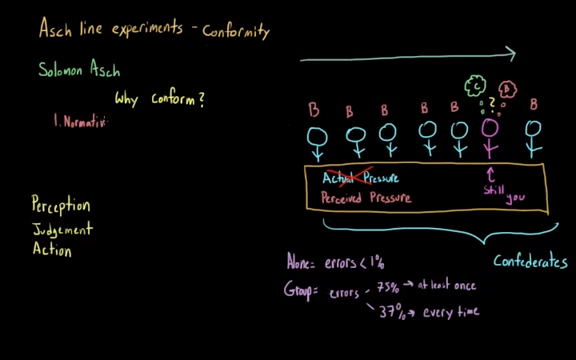 Asch line experiments - Conformity
Solomon Asch
Why Conform?
1. Normativ
Perception
Judgement
Action
C
B
?
B B B B B B
Actual Pressure
Perceived Pressure
Still you
Confederates
Alone = errors < 1%
Group = errors 75% → at least once
37% → every time